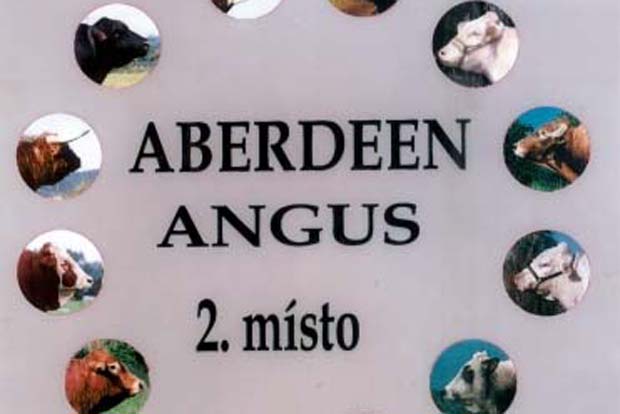 ABERDEEN
ANGUS
2. místo